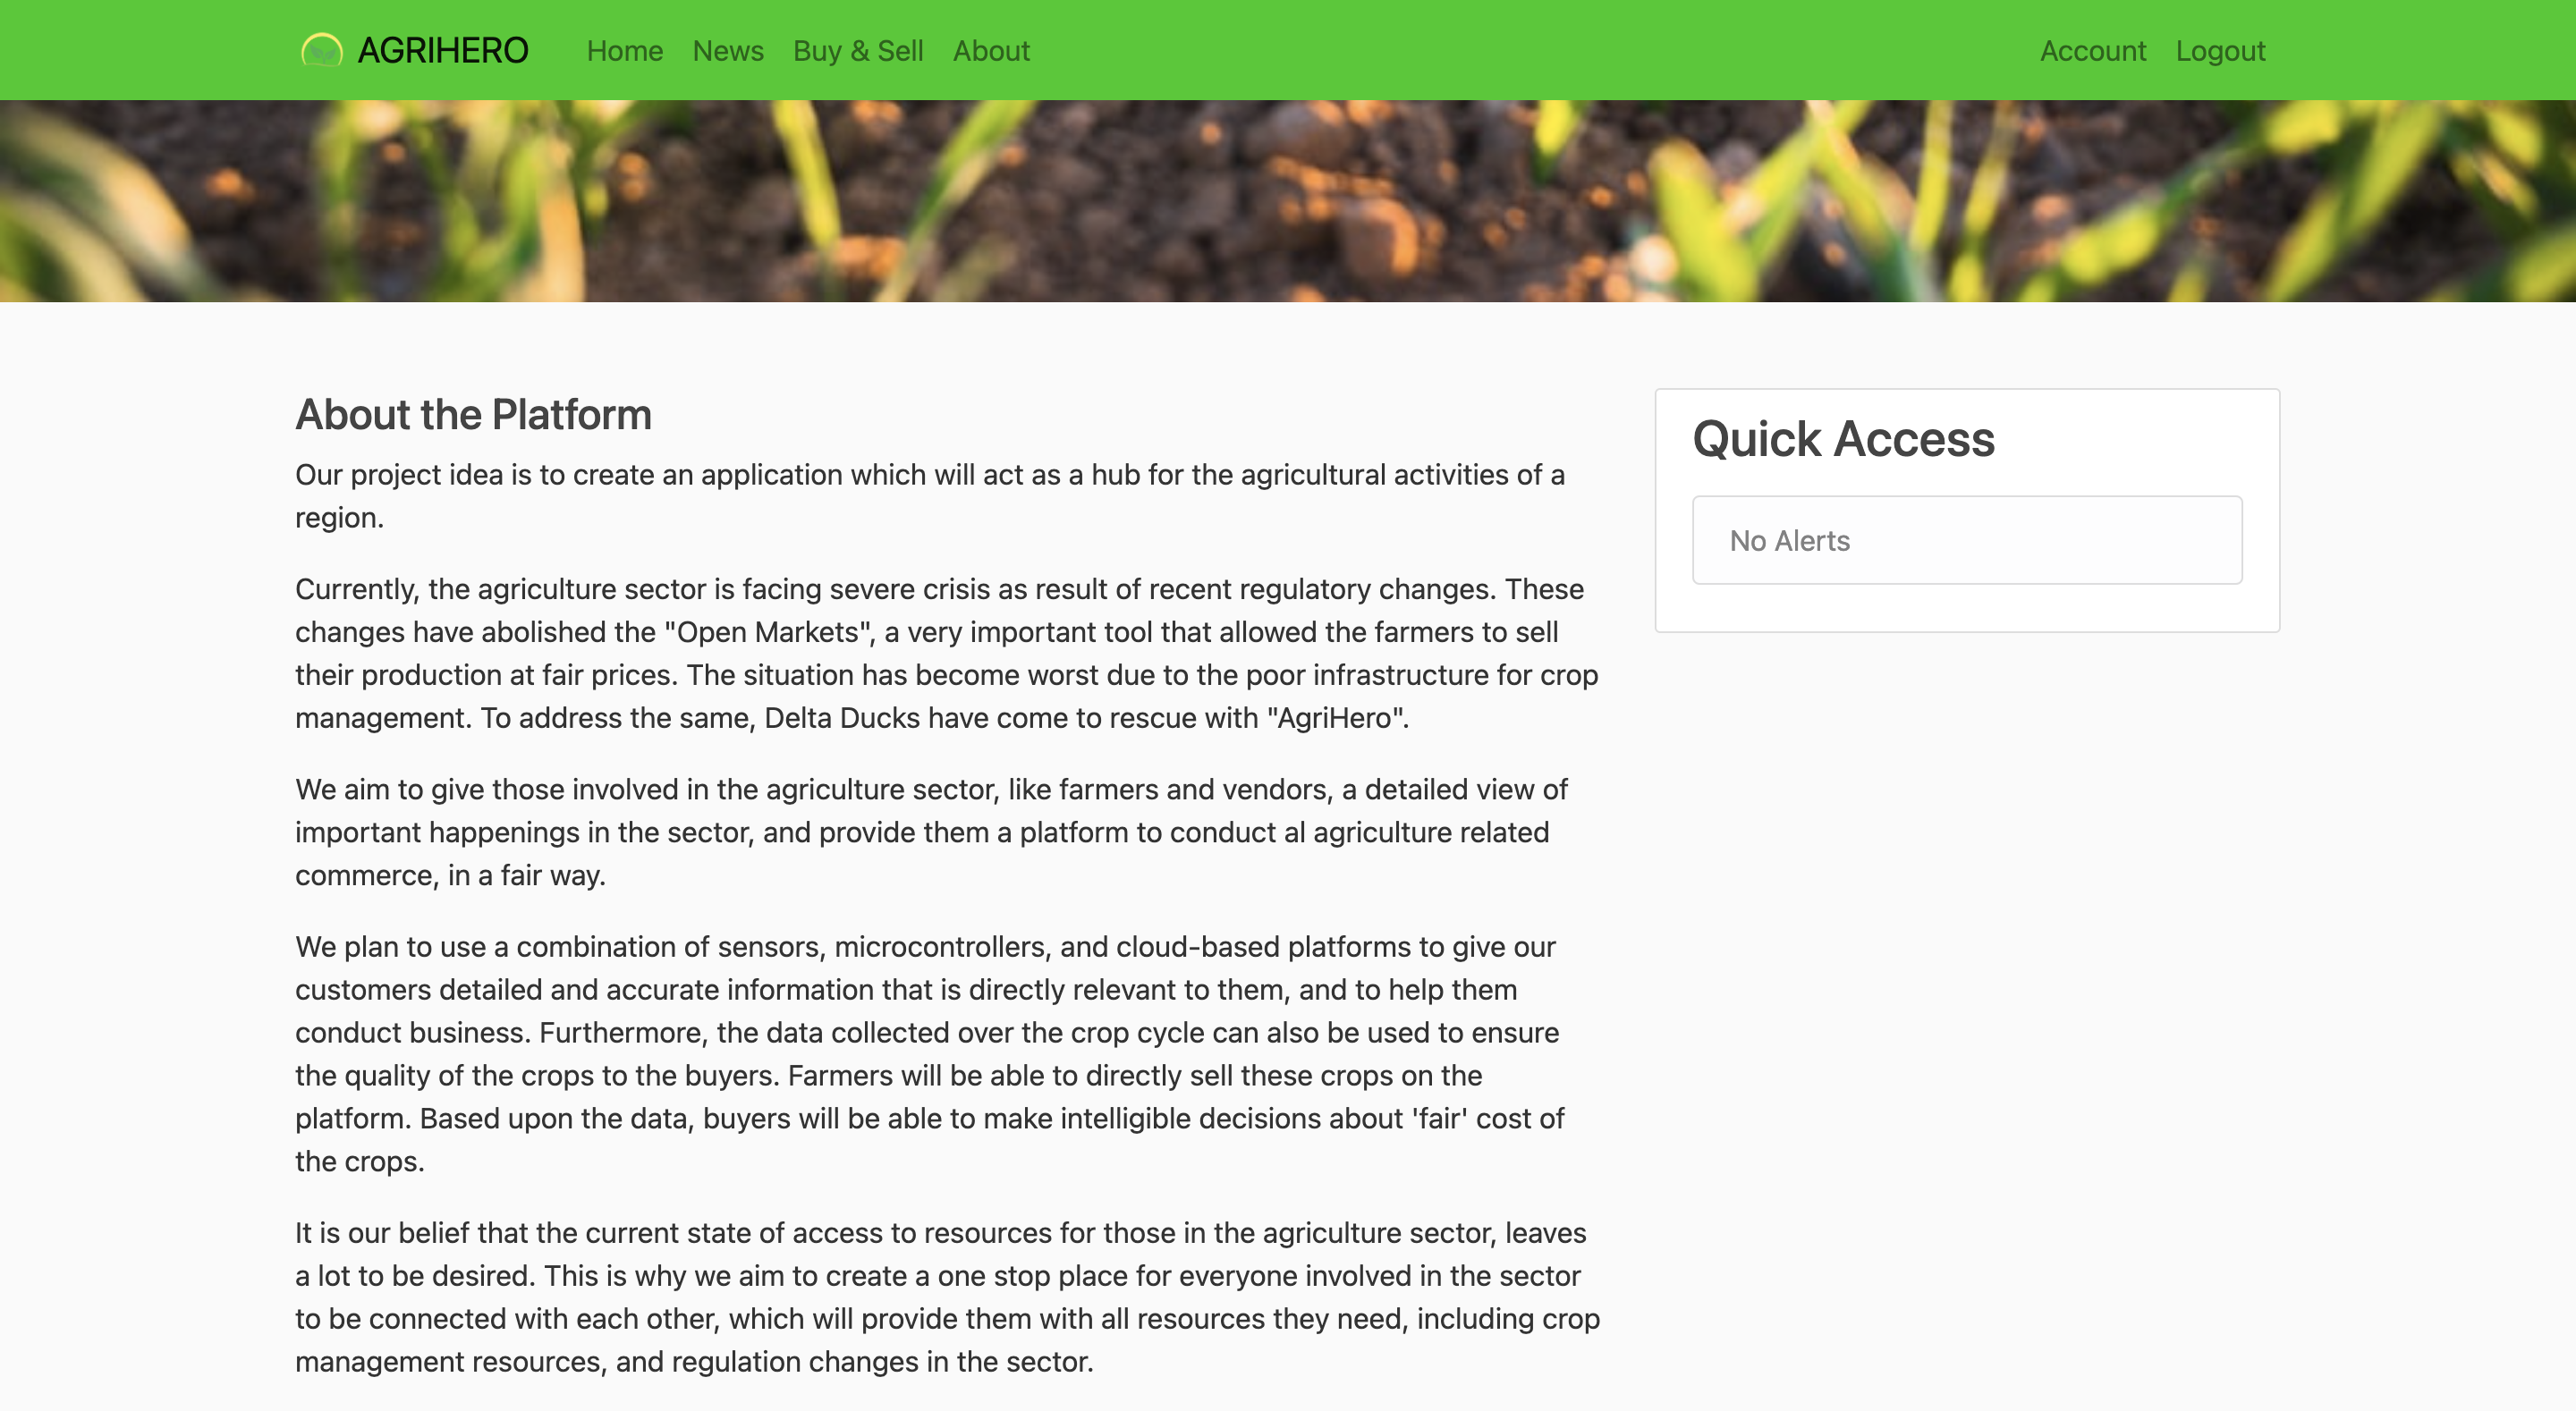 AGRIHERO Home News Buy & Sell About Account Logout
About the Platform
Our project idea is to create an application which will act as a hub for the agricultural activities of a
region.
Currently, the agriculture sector is facing severe crisis as result of recent regulatory changes. These
changes have abolished the "Open Markets", a very important tool that allowed the farmers to sell
their production at fair prices. The situation has become worst due to the poor infrastructure for crop
management. To address the same, Delta Ducks have come to rescue with "AgriHero".
We aim to give those involved in the agriculture sector, like farmers and vendors, a detailed view of
important happenings in the sector, and provide them a platform to conduct al agriculture related
commerce, in a fair way.
We plan to use a combination of sensors, microcontrollers, and cloud-based platforms to give our
customers detailed and accurate information that is directly relevant to them, and to help them
conduct business. Furthermore, the data collected over the crop cycle can also be used to ensure
the quality of the crops to the buyers. Farmers will be able to directly sell these crops on the
platform. Based upon the data, buyers will be able to make intelligible decisions about 'fair' cost of
the crops.
It is our belief that the current state of access to resources for those in the agriculture sector, leaves
a lot to be desired. This is why we aim to create a one stop place for everyone involved in the sector
to be connected with each other, which will provide them with all resources they need, including crop
management resources, and regulation changes in the sector.
Quick Access
No Alerts